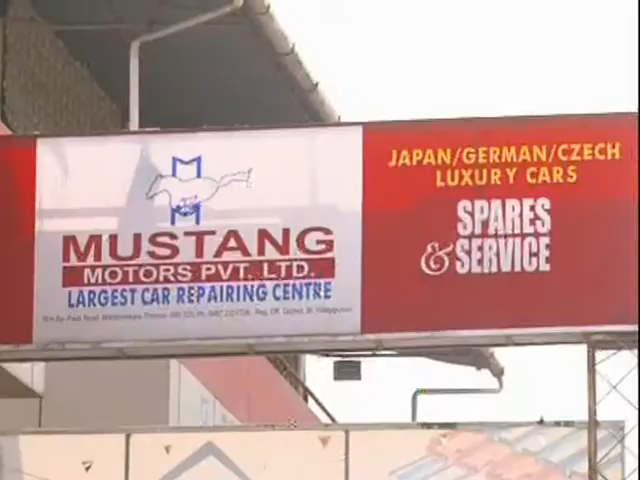 MUSTANG
MOTORS PVT. LTD.
LARGEST CAR REPAIRING CENTRE
JAPAN/GERMAN/CZECH
LUXURY CARS
SPARES
& SERVICE